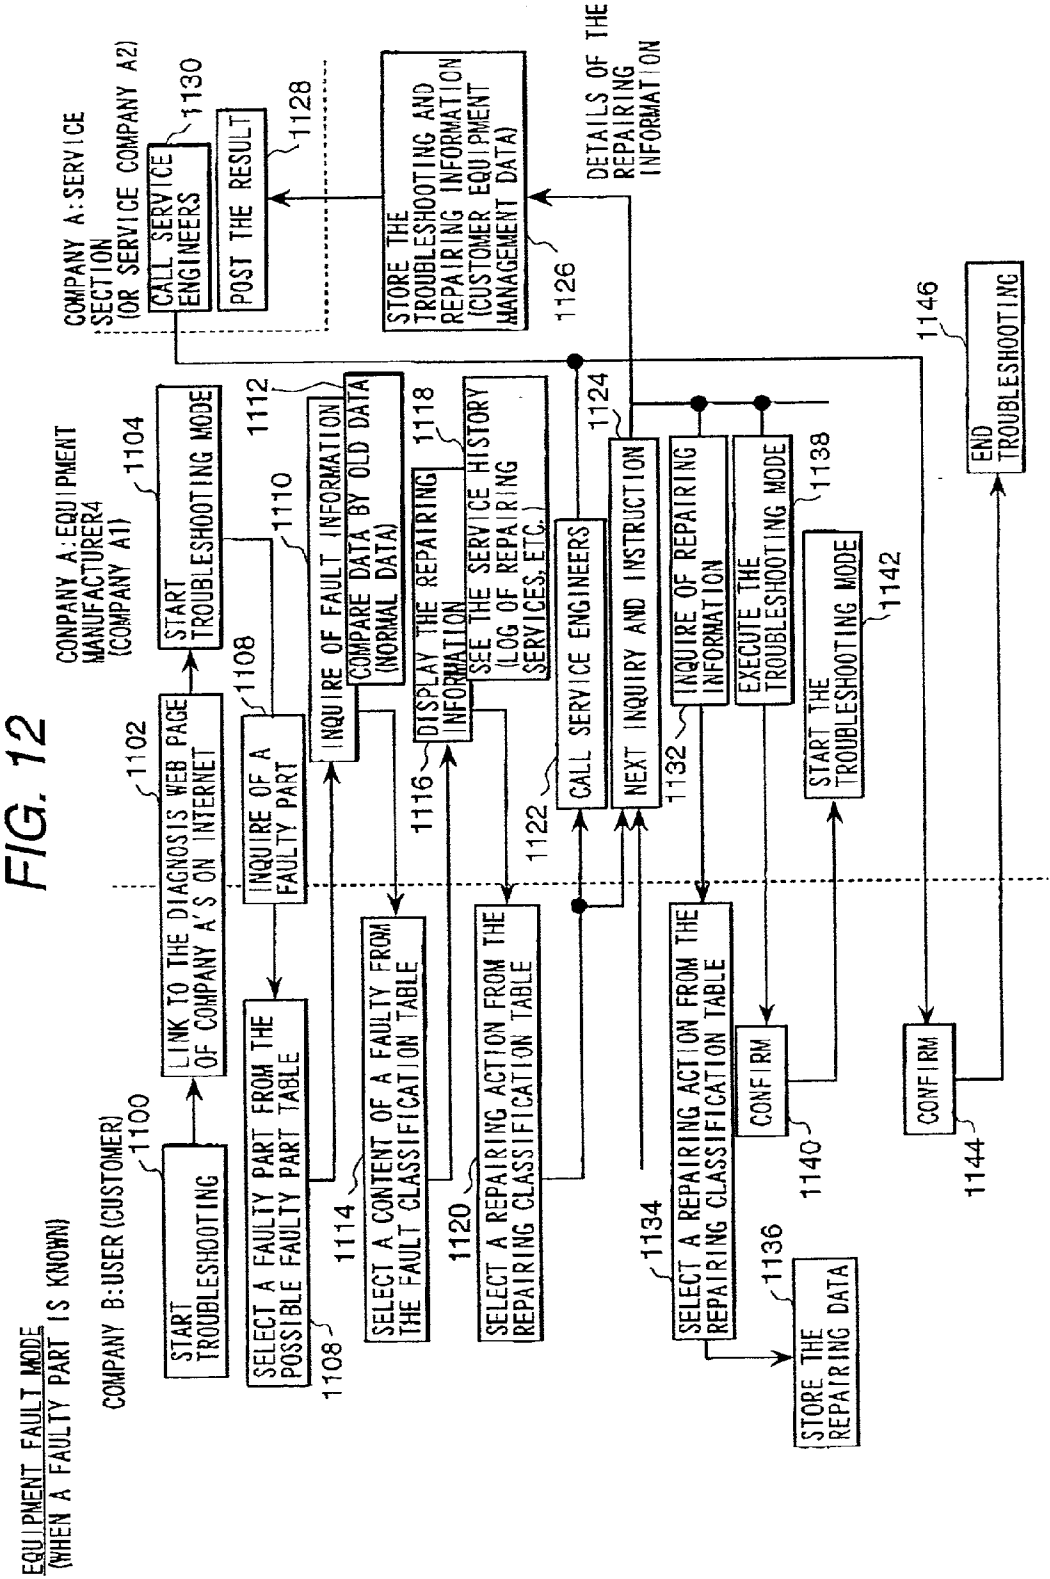 FIG. 12
EQUIPMENT FAULT MODE
(WHEN A FAULTY PART IS KNOWN)
COMPANY B:USER(CUSTOMER)
CONPANY A:EQUIPMENT
MANUFACTURER4
(COMPANY A1)
COMPANY A:SERVICE
SECTION
(OR SERVICE COMPANY A2)
1100
START
TROUBLESHOOTING
1102
LINK TO THE DIAGNOSIS WEB PAGE
OF COMPANY A'S ON INTERNET
1104
START
TROUBLESHOOTING MODE
1130
CALL SERVICE
ENGINEERS
1108
INQUIRE OF A
FAULTY PART
POST THE RESULT
1128
SELECT A FAULTY PART FROM THE
POSSIBLE FAULTY PART TABLE
1108
1110
INQUIRE OF FAULT INFORMATION
1112
COMPARE DATA BY OLD DATA
(NORMAL DATA)
1114
SELECT A CONTENT OF A FAULTY FROM
THE FAULT CLASSIFICATION TABLE
1116
DISPLAY THE REPAIRING
INFORMATION
1118
SEE THE SERVICE HISTORY
(LOG OF REPAIRING
SERVICES, ETC.)
STORE THE
TROUBLESHOOTING AND
REPAIRING INFORMATION
(CUSTOMER EQUIPMENT
MANAGEMENT DATA)
1126
1120
SELECT A REPAIRING ACTION FROM THE
REPAIRING CLASSIFICATION TABLE
1122
CALL SERVICE ENGINEERS
1124
NEXT INQUIRY AND INSTRUCTION
DETAILS OF THE
REPAIRING
INFORMATION
1132
INQUIRE OF REPAIRING
INFORMATION
1134
SELECT A REPAIRING ACTION FROM THE
REPAIRING CLASSIFICATION TABLE
1136
STORE THE
REPAIRING DATA
EXECUTE THE
TROUBLESHOOTING MODE
1138
CONFIRM
1140
START THE
TROUBLESHOOTING MODE
1142
CONFIRM
1144
1146
END
TROUBLESHOOTING